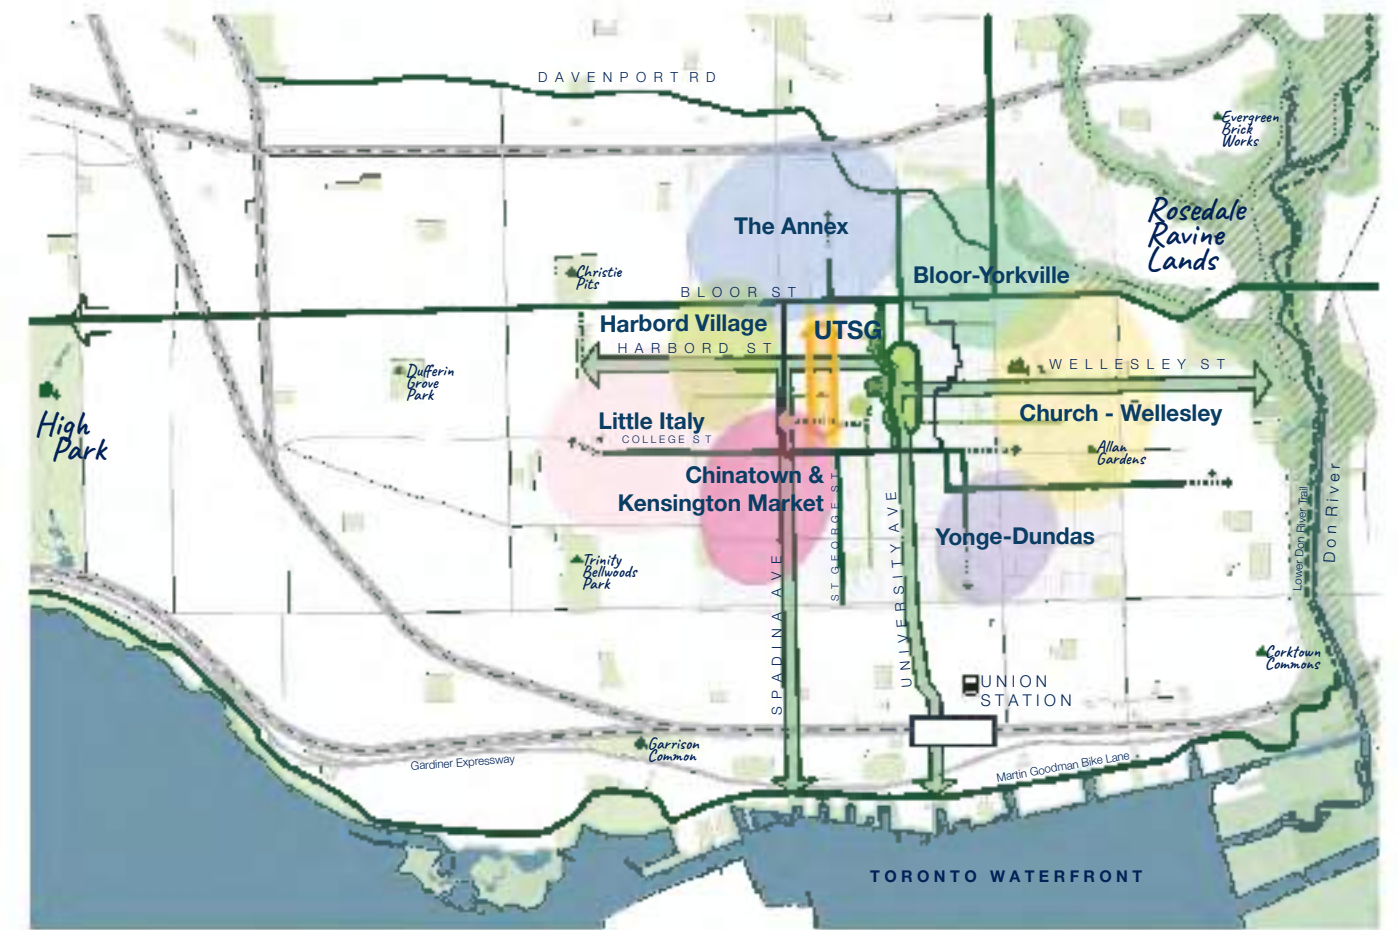 DAVENPORT RD
Evergreen
Brick
Works
Rosedale
Ravine
Lands
The Annex
Bloor-Yorkville
Christie
Pits
BLOOR ST
Harbord Village
UTSG
HARBORD ST
WELLESLEY ST
Dufferin
Grove
Park
High
Park
Little Italy
COLLEGE ST
Church - Wellesley
Allan
Gardens
Chinatown &
Kensington Market
ST GEORGE ST
UNIVERSITY AVE
Yonge-Dundas
Lower Don River Trail
Don River
Trinity
Bellwoods
Park
SPADINA AVE
Corktown
Commons
UNION
STATION
Garrison
Common
Gardiner Expressway
Martin Goodman Bike Lane
TORONTO WATERFRONT